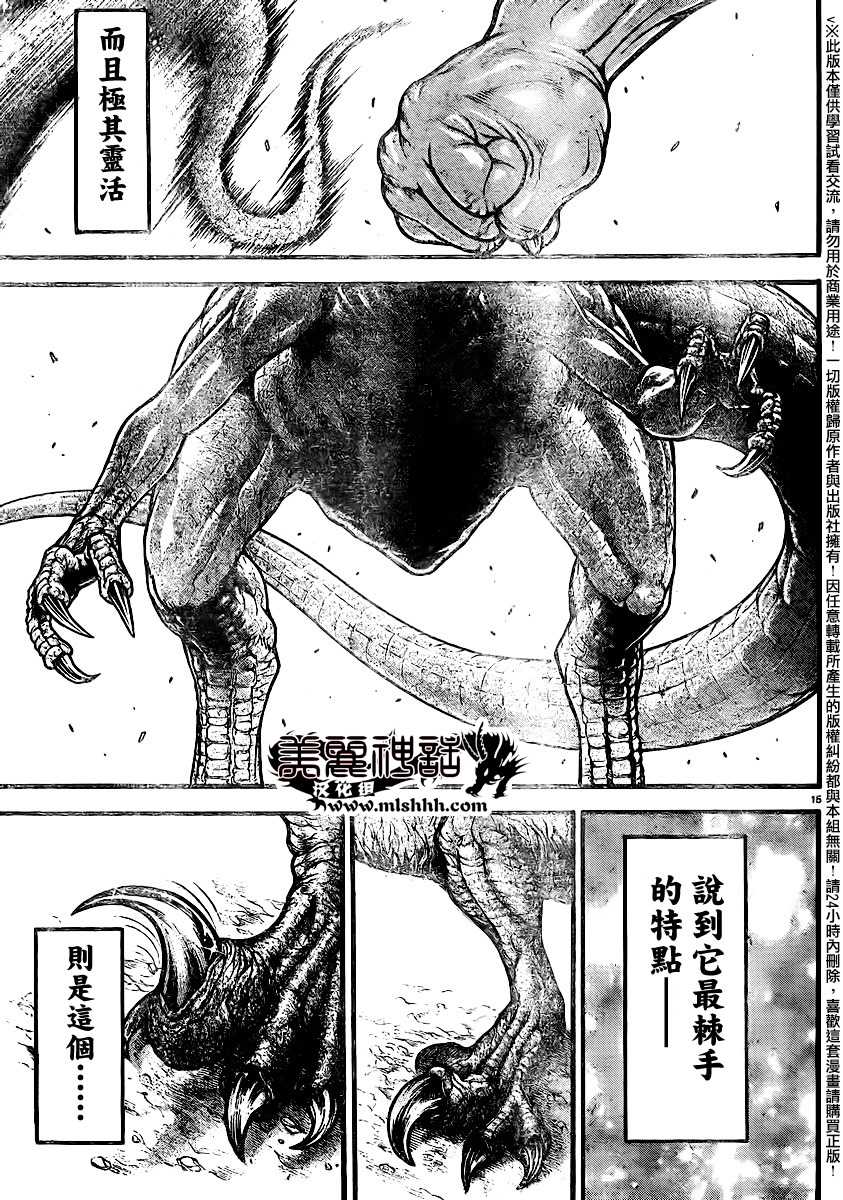 而且極其靈活
美麗神話
汉化组
www.mlshhh.com
15
說到它最棘手
的特點——
則是這個……
<※此版本僅供學習試看交流，請勿用於商業用途！一切版權歸原作者與出版社擁有！因任意轉載所產生的版權糾紛都與本組無關！請24小時內刪除，喜歡這套漫畫請購買正版！